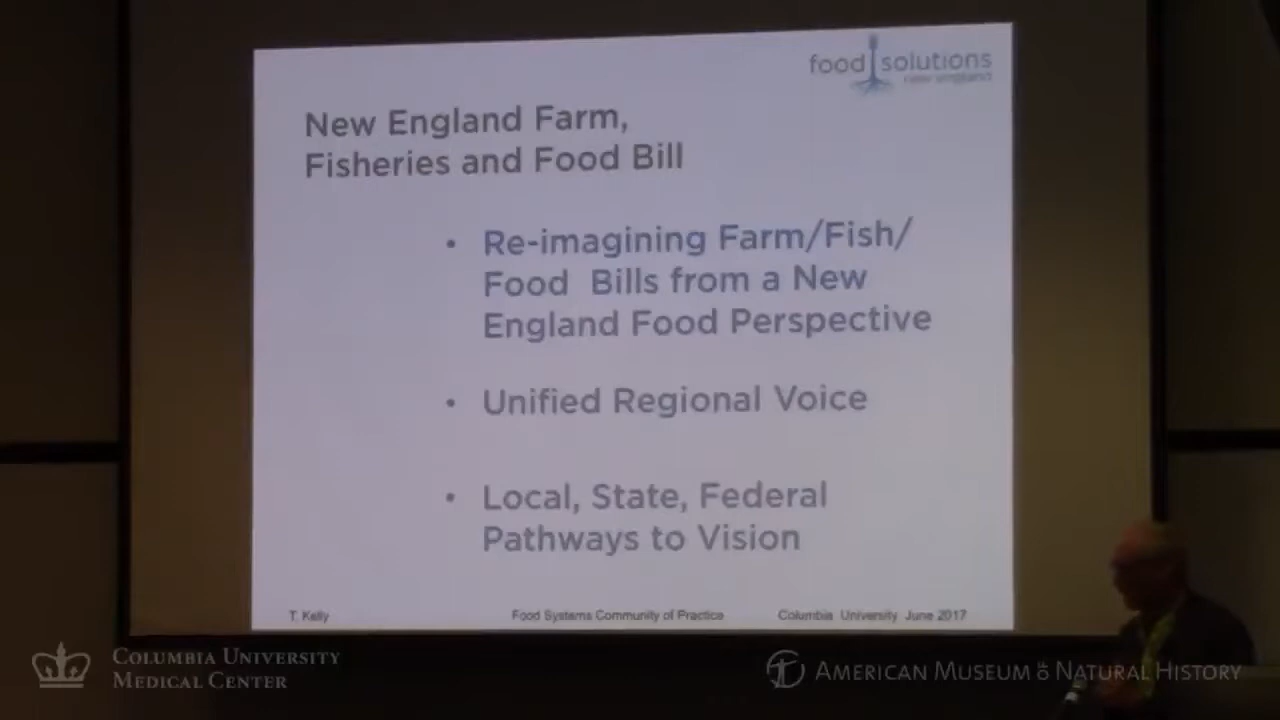 food solutions
new england
New England Farm,
Fisheries and Food Bill
• Re-imagining Farm/Fish/
Food Bills from a New
England Food Perspective
• Unified Regional Voice
• Local, State, Federal
Pathways to Vision
T. Kelly Food Systems Community of Practice Columbia University June 2017
COLUMBIA UNIVERSITY
MEDICAL CENTER
AMERICAN MUSEUM OF NATURAL HISTORY